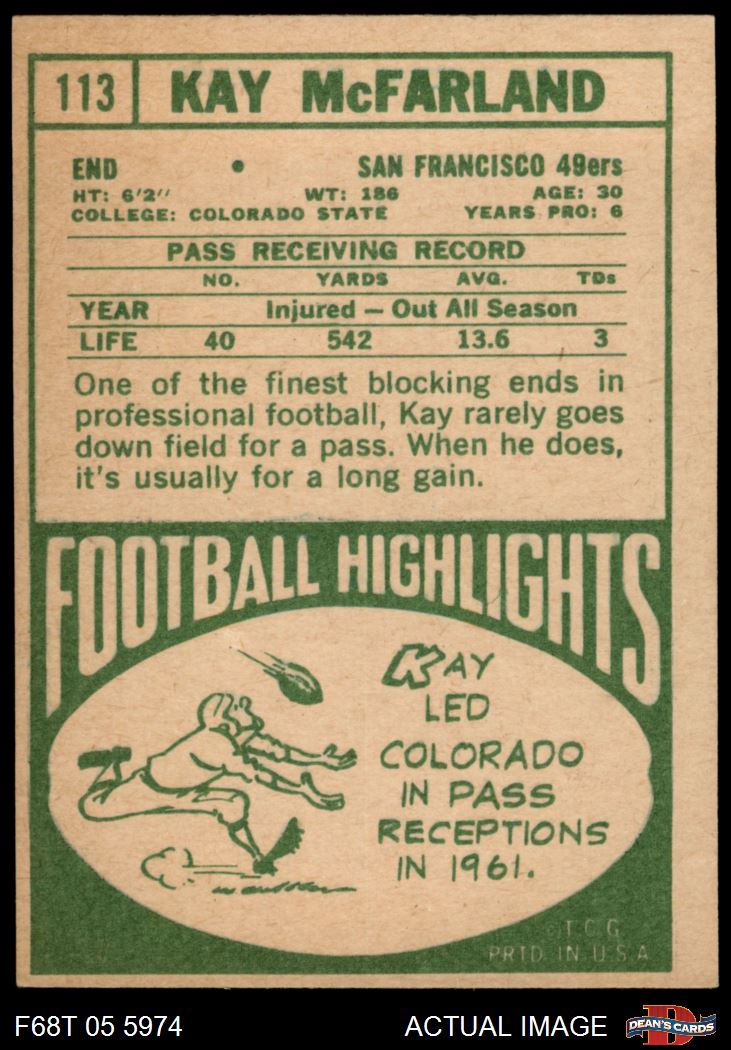 113 KAY McFARLAND
END • SAN FRANCISCO 49ers
HT: 6'2" WT: 186 AGE: 30
COLLEGE: COLORADO STATE YEARS PRO: 6
PASS RECEIVING RECORD
NO. YARDS AVG. TDs
YEAR Injured — Out All Season
LIFE 40 542 13.6 3
One of the finest blocking ends in
professional football, Kay rarely goes
down field for a pass. When he does,
it's usually for a long gain.
FOOTBALL HIGHLIGHTS
KAY
LED
COLORADO
IN PASS
RECEPTIONS
IN 1961.
©T.C.G.
PRTD. IN U.S.A.
F68T 05 5974 ACTUAL IMAGE DEAN'S CARDS